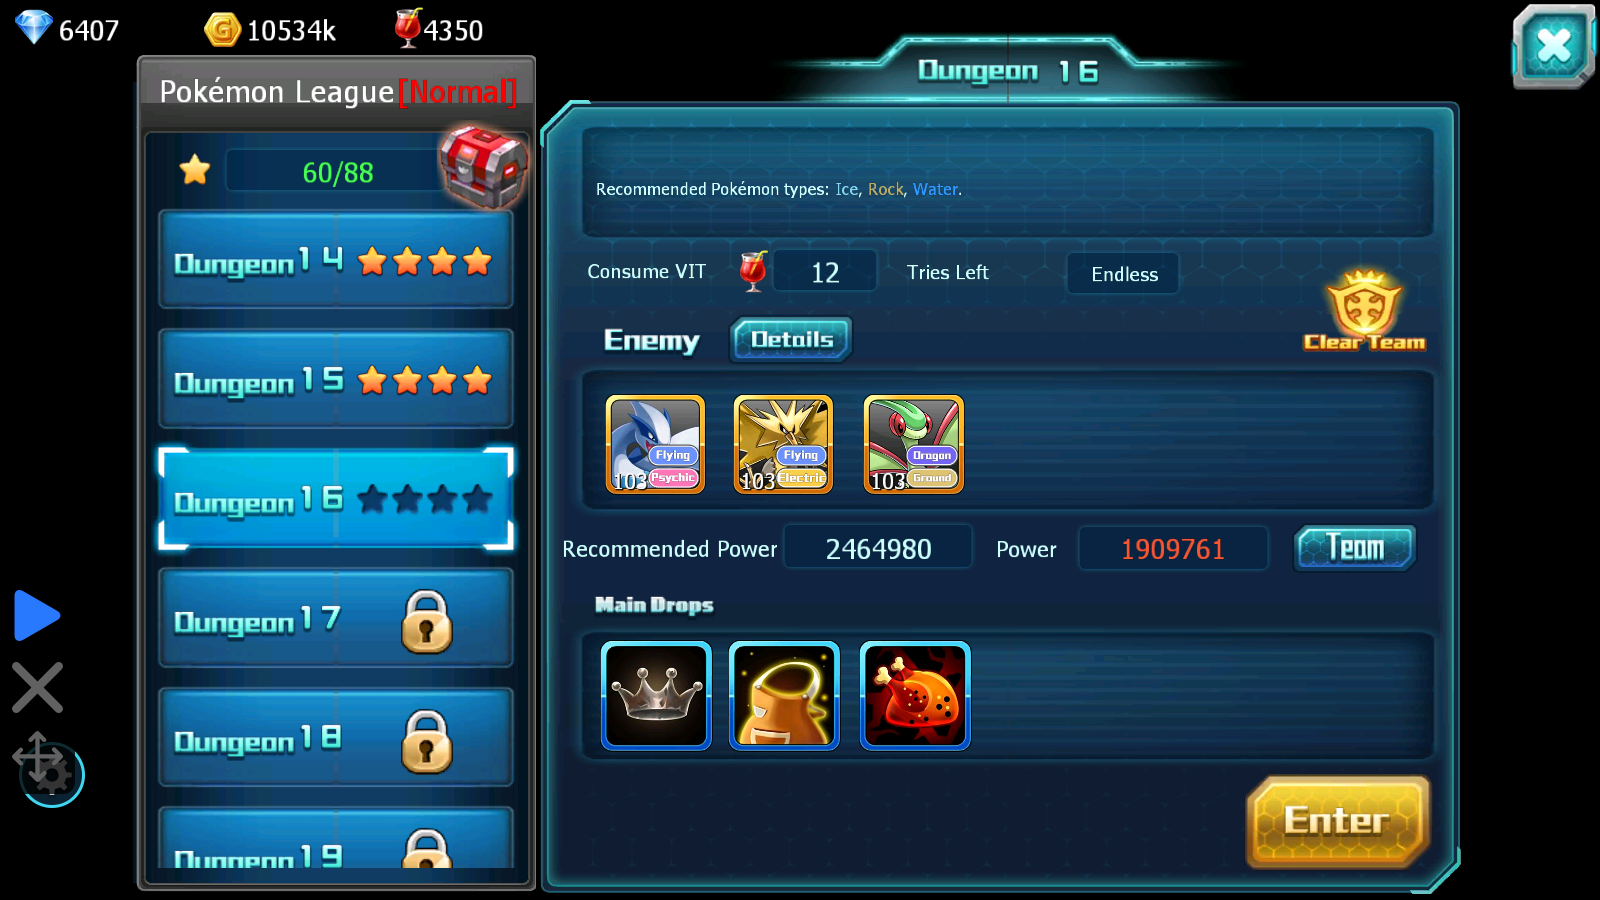 6407
10534k
4350
Pokémon League [Normal]
60/88
Dungeon 14
Dungeon 15
Dungeon 16
Dungeon 17
Dungeon 18
Dungeon 19
Dungeon 16
Recommended Pokémon types: Ice, Rock, Water.
Consume VIT 12 Tries Left Endless
Clear Team
Enemy Details
Flying
Psychic
103
Flying
Electric
103
Dragon
Ground
103
Recommended Power 2464980 Power 1909761 Team
Main Drops
Enter